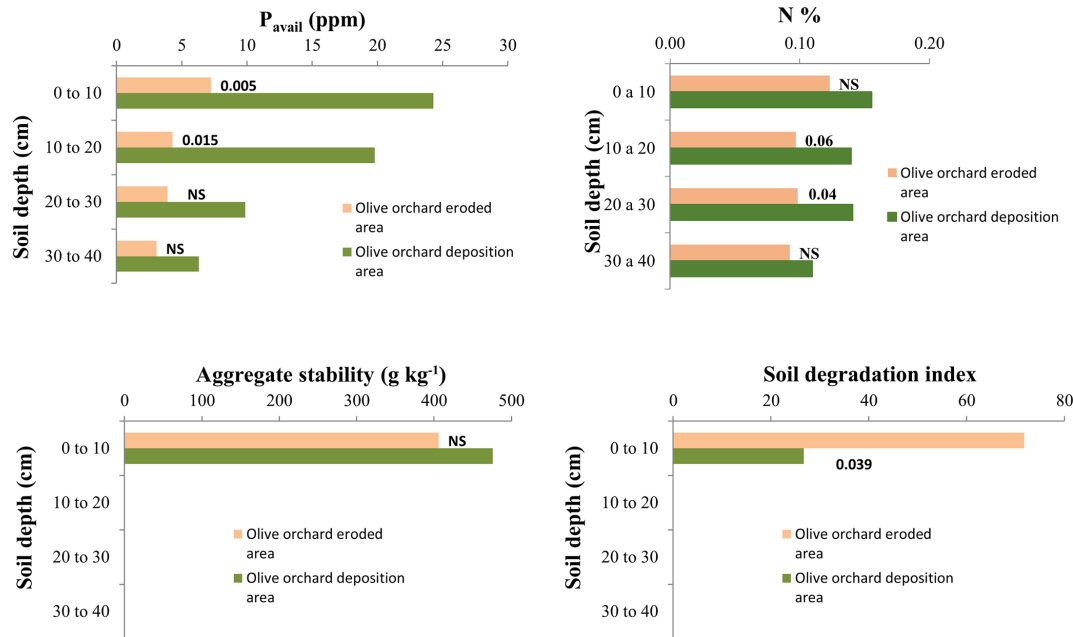 P_avail (ppm)
0 5 10 15 20 25 30
Soil depth (cm)
0 to 10
0.005
10 to 20
0.015
20 to 30
NS
30 to 40
NS
Olive orchard eroded
area
Olive orchard deposition
area
N %
0.00 0.10 0.20
Soil depth (cm)
0 a 10
NS
10 a 20
0.06
20 a 30
0.04
30 a 40
NS
Olive orchard eroded
area
Olive orchard deposition
area
Aggregate stability (g kg⁻¹)
0 100 200 300 400 500
Soil depth (cm)
0 to 10
NS
10 to 20
20 to 30
30 to 40
Olive orchard eroded
area
Olive orchard deposition
area
Soil degradation index
0 20 40 60 80
Soil depth (cm)
0 to 10
0.039
10 to 20
20 to 30
30 to 40
Olive orchard eroded
area
Olive orchard deposition
area